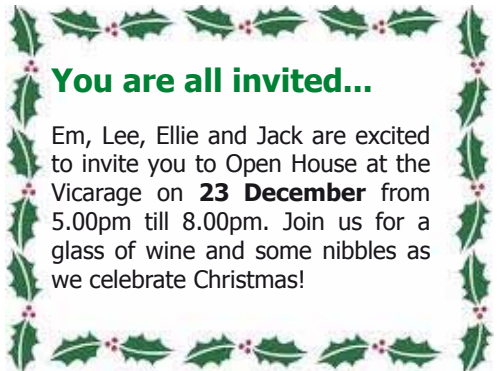 You are all invited...
Em, Lee, Ellie and Jack are excited
to invite you to Open House at the
Vicarage on 23 December from
5.00pm till 8.00pm. Join us for a
glass of wine and some nibbles as
we celebrate Christmas!